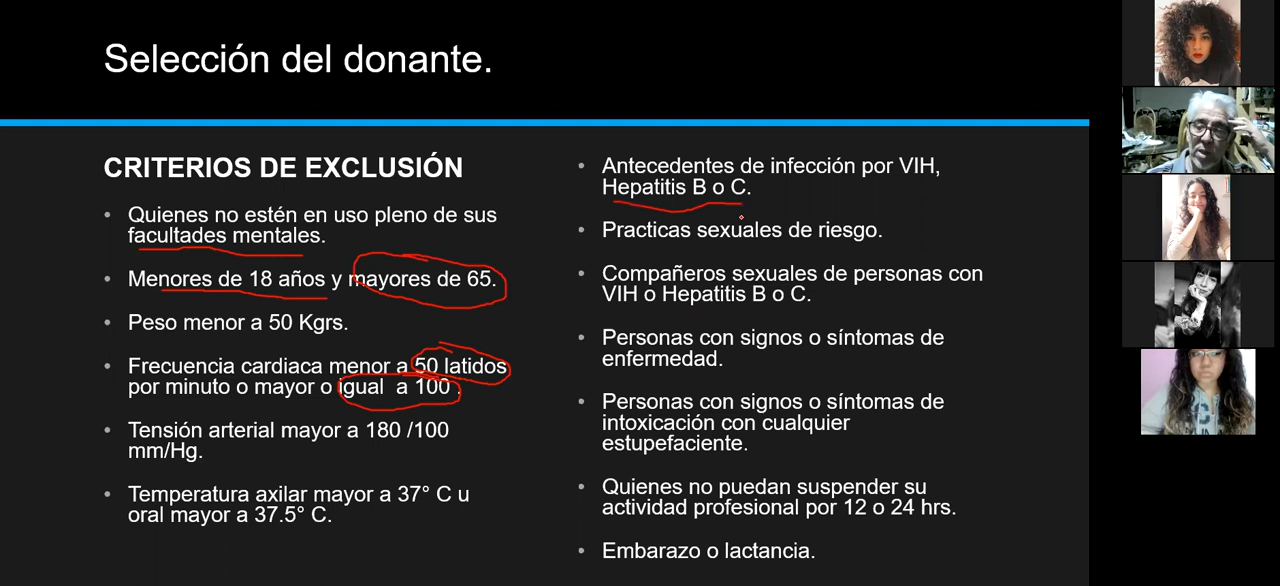 Selección del donante.
CRITERIOS DE EXCLUSIÓN
• Quienes no estén en uso pleno de sus
facultades mentales.
• Menores de 18 años y mayores de 65.
• Peso menor a 50 Kgrs.
• Frecuencia cardiaca menor a 50 latidos
por minuto o mayor o igual  a 100 .
• Tensión arterial mayor a 180 /100
mm/Hg.
• Temperatura axilar mayor a 37° C u
oral mayor a 37.5° C.
• Antecedentes de infección por VIH,
Hepatitis B o C.
• Practicas sexuales de riesgo.
• Compañeros sexuales de personas con
VIH o Hepatitis B o C.
• Personas con signos o síntomas de
enfermedad.
• Personas con signos o síntomas de
intoxicación con cualquier
estupefaciente.
• Quienes no puedan suspender su
actividad profesional por 12 o 24 hrs.
• Embarazo o lactancia.